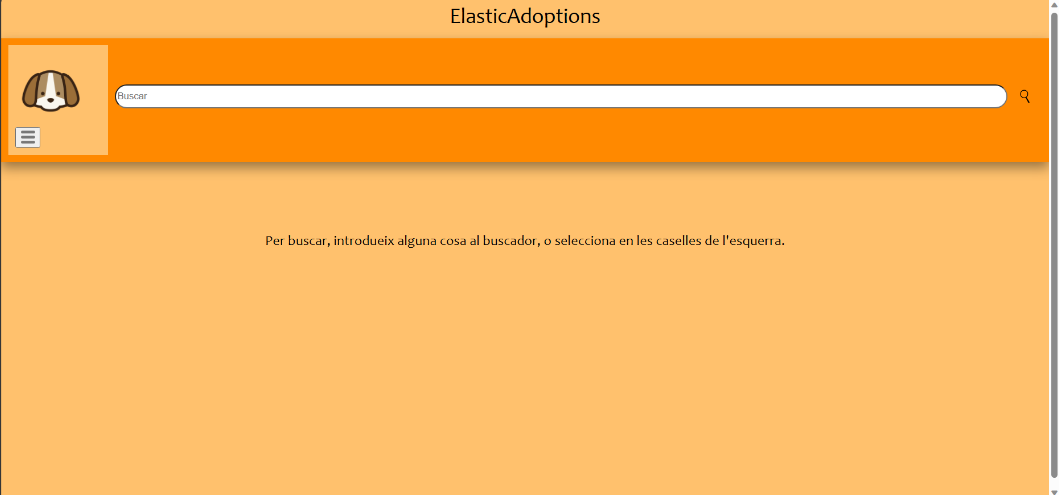 ElasticAdoptions
Buscar
Per buscar, introdueix alguna cosa al buscador, o selecciona en les caselles de l'esquerra.